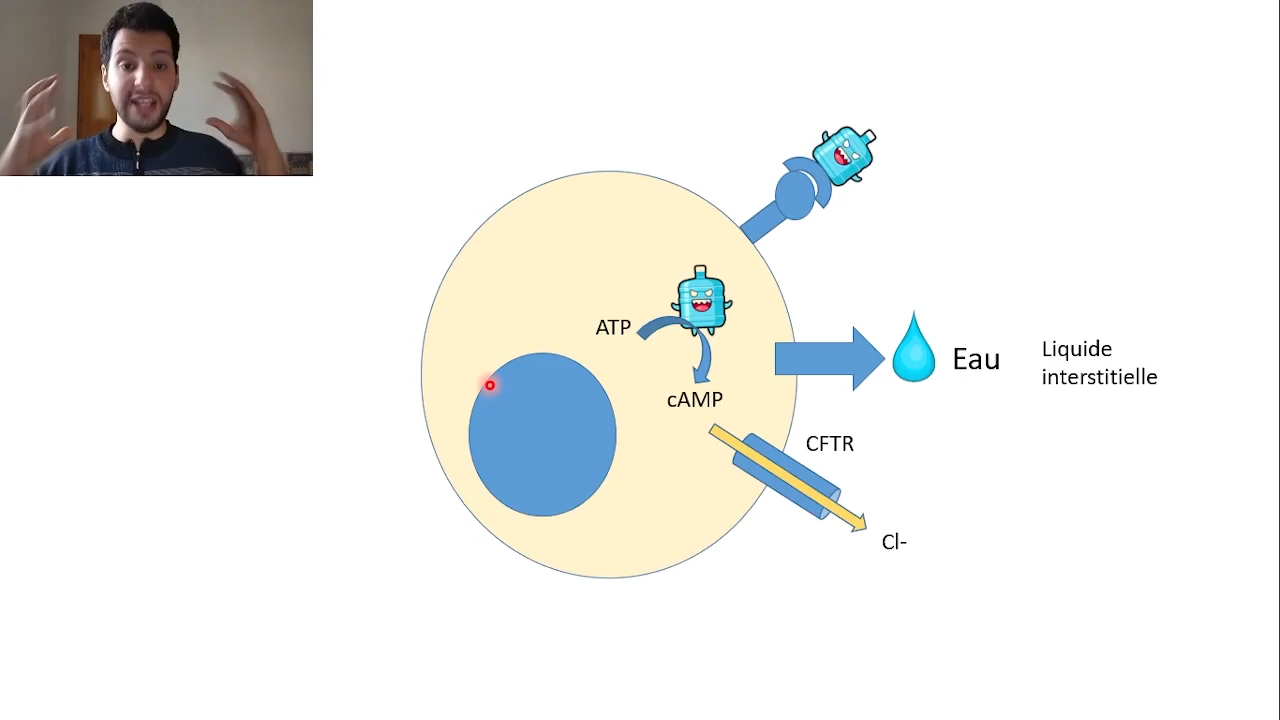 ATP
cAMP
Eau
Liquide
interstitielle
CFTR
Cl-